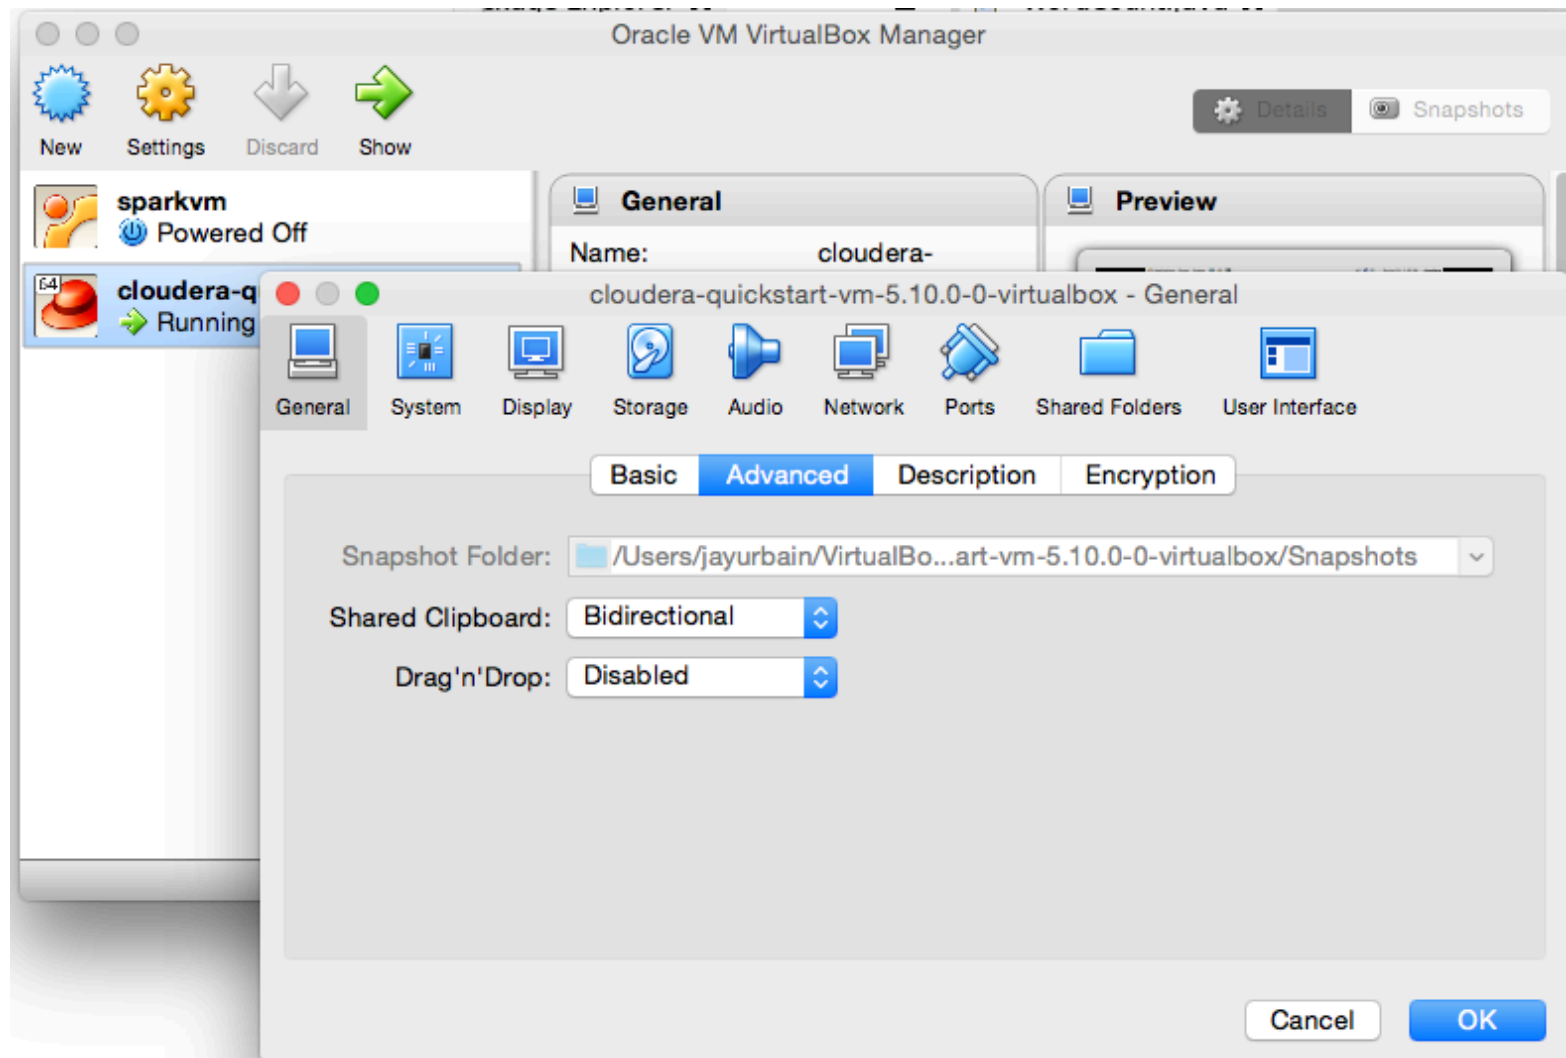 Oracle VM VirtualBox Manager
New
Settings
Discard
Show
Details
Snapshots
sparkvm
Powered Off
General
Preview
Name: cloudera-
64
cloudera-q
Running
cloudera-quickstart-vm-5.10.0-0-virtualbox - General
General
System
Display
Storage
Audio
Network
Ports
Shared Folders
User Interface
Basic
Advanced
Description
Encryption
Snapshot Folder: /Users/jayurbain/VirtualBo...art-vm-5.10.0-0-virtualbox/Snapshots
Shared Clipboard: Bidirectional
Drag'n'Drop: Disabled
Cancel
OK